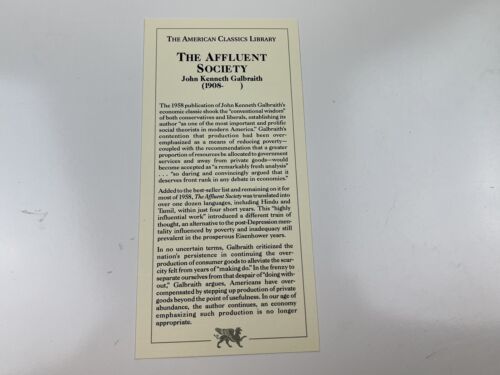 THE AMERICAN CLASSICS LIBRARY
THE AFFLUENT
SOCIETY
John Kenneth Galbraith
(1908-      )
The 1958 publication of John Kenneth Galbraith's
economic classic shook the "conventional wisdom"
of both conservatives and liberals, establishing its
author "as one of the most important and prolific
social theorists in modern America." Galbraith's
contention that production had been over-
emphasized as a means of reducing poverty—
coupled with the recommendation that a greater
proportion of resources be allocated to government
services and away from private goods—would
become accepted as "a remarkably fresh analysis"
. . . "so daring and convincingly argued that it
deserves front rank in any debate in economics."
Added to the best-seller list and remaining on it for
most of 1958, The Affluent Society was translated into
over one dozen languages, including Hindu and
Tamil, within just four short years. This "highly
influential work" introduced a different train of
thought, an alternative to the post-Depression men-
tality influenced by poverty and inadequacy still
prevalent in the prosperous Eisenhower years.
In no uncertain terms, Galbraith criticized the
nation's persistence in continuing the over-
production of consumer goods to alleviate the scar-
city felt from years of "making do." In the frenzy to
separate ourselves from that despair of "doing with-
out," Galbraith argues, Americans have over-
compensated by stepping up production of private
goods beyond the point of usefulness. In our age of
abundance, the author continues, an economy
emphasizing such production is no longer
appropriate.